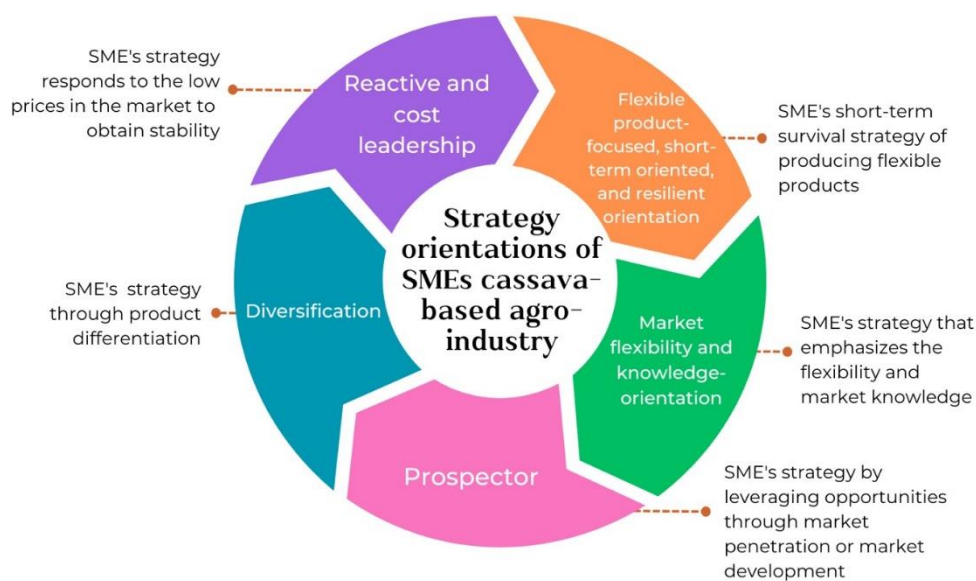 SME's strategy
responds to the low
prices in the market to
obtain stability
Reactive and
cost
leadership
Flexible
product-
focused, short-
term oriented,
and resilient
orientation
SME's short-term
survival strategy of
producing flexible
products
Strategy
orientations of
SMEs cassava-
based agro-
industry
SME's strategy
through product
differentiation
Diversification
Market
flexibility and
knowledge-
orientation
SME's strategy that
emphasizes the
flexibility and
market knowledge
Prospector
SME's strategy by
leveraging opportunities
through market
penetration or market
development